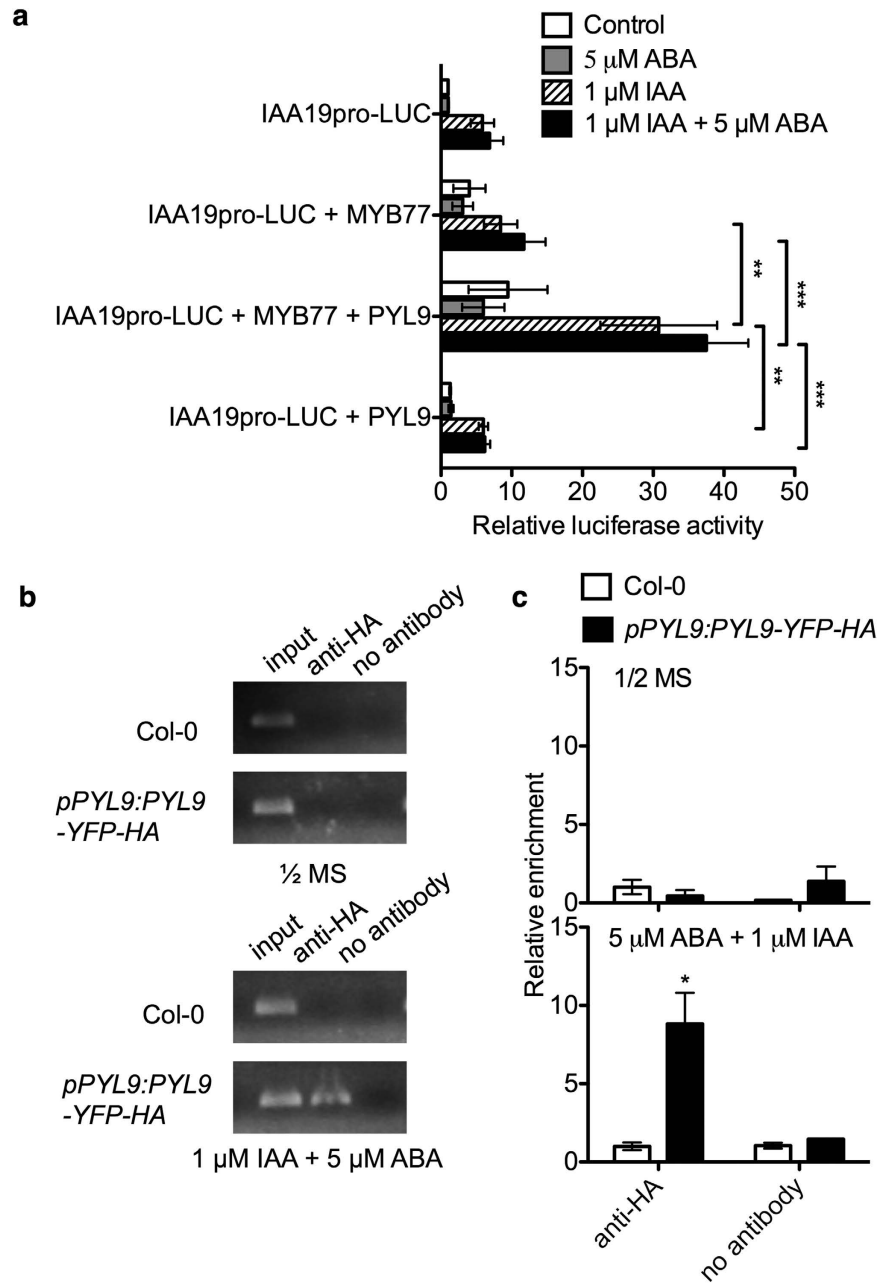 a
Control
5 μM ABA
1 μM IAA
1 μM IAA + 5 μM ABA
IAA19pro-LUC
IAA19pro-LUC + MYB77
IAA19pro-LUC + MYB77 + PYL9
IAA19pro-LUC + PYL9
**
***
**
***
0 10 20 30 40 50
Relative luciferase activity
b
input anti-HA no antibody
Col-0
pPYL9:PYL9
-YFP-HA
½ MS
input anti-HA no antibody
Col-0
pPYL9:PYL9
-YFP-HA
1 μM IAA + 5 μM ABA
c
Col-0
pPYL9:PYL9-YFP-HA
Relative enrichment
1/2 MS
15
10
5
0
5 μM ABA + 1 μM IAA
15
10
5
0
*
anti-HA
no antibody